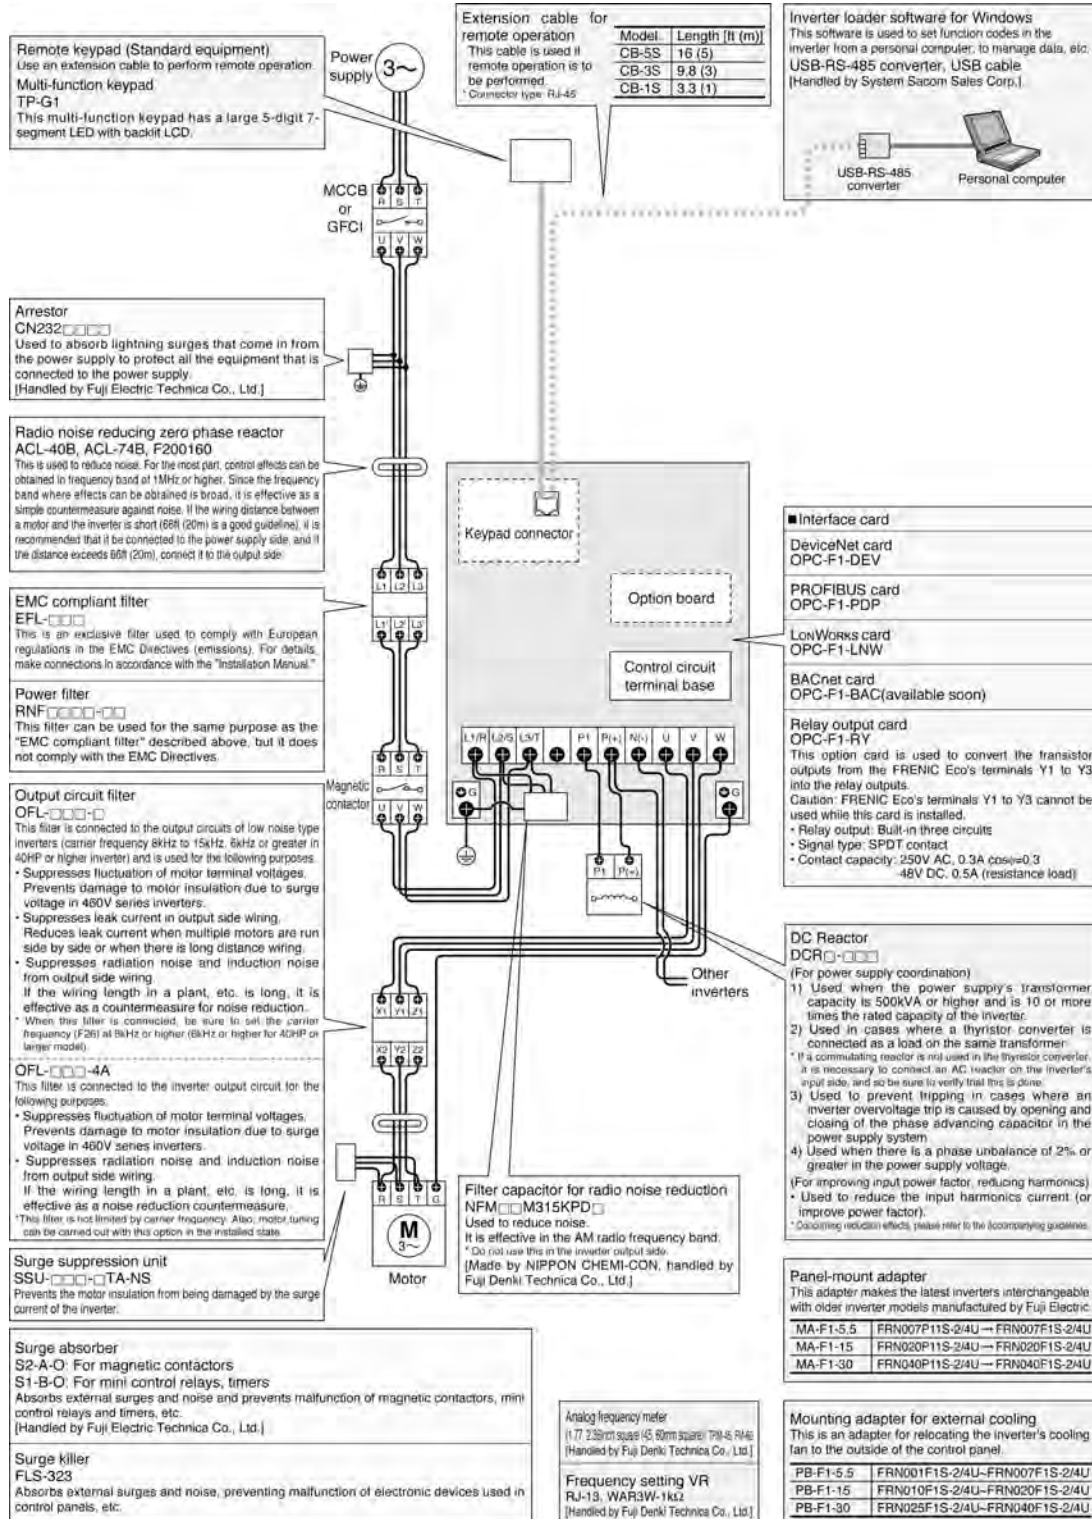 Remote keypad (Standard equipment)
Use an extension cable to perform remote operation.
Multi-function keypad
TP-G1
This multi-function keypad has a large 5-digit 7-
segment LED with backlit LCD.
Power
supply
3~
Extension cable for
remote operation
This cable is used if
remote operation is to
be performed.
* Connector type: RJ-45
Model Length [ft (m)]
CB-5S 16 (5)
CB-3S 9.8 (3)
CB-1S 3.3 (1)
Inverter loader software for Windows
This software is used to set function codes in the
inverter from a personal computer, to manage data, etc.
USB-RS-485 converter, USB cable
[Handled by System Sacom Sales Corp.]
USB-RS-485
converter
Personal computer
MCCB
or
GFCI
R S T
U V W
Arrestor
CN232□□□□
Used to absorb lightning surges that come in from
the power supply to protect all the equipment that is
connected to the power supply.
[Handled by Fuji Electric Technica Co., Ltd.]
Radio noise reducing zero phase reactor
ACL-40B, ACL-74B, F200160
This is used to reduce noise. For the most part, control effects can be
obtained in frequency band of 1MHz or higher. Since the frequency
band where effects can be obtained is broad, it is effective as a
simple countermeasure against noise. If the wiring distance between
a motor and the inverter is short (66ft (20m) is a good guideline), it is
recommended that it be connected to the power supply side, and if
the distance exceeds 66ft (20m), connect it to the output side.
L1 L2 L3
L1' L2' L3'
EMC compliant filter
EFL-□□□
This is an exclusive filter used to comply with European
regulations in the EMC Directives (emissions). For details,
make connections in accordance with the "Installation Manual."
Power filter
RNF□□□□-□□
This filter can be used for the same purpose as the
"EMC compliant filter" described above, but it does
not comply with the EMC Directives.
Magnetic
contactor
R S T
U V W
Output circuit filter
OFL-□□□-□
This filter is connected to the output circuits of low noise type
inverters (carrier frequency 8kHz to 15kHz, 6kHz or greater in
40HP or higher inverter) and is used for the following purposes.
• Suppresses fluctuation of motor terminal voltages.
Prevents damage to motor insulation due to surge
voltage in 460V series inverters.
• Suppresses leak current in output side wiring.
Reduces leak current when multiple motors are run
side by side or when there is long distance wiring.
• Suppresses radiation noise and induction noise
from output side wiring.
If the wiring length in a plant, etc. is long, it is
effective as a countermeasure for noise reduction.
* When this filter is connected, be sure to set the carrier
frequency (F26) at 8kHz or higher (6kHz or higher for 40HP or
larger model).
OFL-□□□-4A
This filter is connected to the inverter output circuit for the
following purposes.
• Suppresses fluctuation of motor terminal voltages.
Prevents damage to motor insulation due to surge
voltage in 460V series inverters.
• Suppresses radiation noise and induction noise
from output side wiring.
If the wiring length in a plant, etc. is long, it is
effective as a noise reduction countermeasure.
*This filter is not limited by carrier frequency. Also, motor tuning
can be carried out with this option in the installed state.
Surge suppression unit
SSU-□□□-□TA-NS
Prevents the motor insulation from being damaged by the surge
current of the inverter.
Surge absorber
S2-A-O: For magnetic contactors
S1-B-O: For mini control relays, timers
Absorbs external surges and noise and prevents malfunction of magnetic contactors, mini
control relays and timers, etc.
[Handled by Fuji Electric Technica Co., Ltd.]
Surge killer
FLS-323
Absorbs external surges and noise, preventing malfunction of electronic devices used in
control panels, etc.
Keypad connector
Option board
Control circuit
terminal base
L1/R L2/S L3/T P1 P(+) N(-) U V W
G G
P1 P(+)
Other
inverters
X1 Y1 Z1
X2 Y2 Z2
R S T G
M
3~
Motor
Filter capacitor for radio noise reduction
NFM□□M315KPD□
Used to reduce noise.
It is effective in the AM radio frequency band.
* Do not use this in the inverter output side.
[Made by NIPPON CHEMI-CON, handled by
Fuji Denki Technica Co., Ltd.]
■Interface card
DeviceNet card
OPC-F1-DEV
PROFIBUS card
OPC-F1-PDP
LONWORKS card
OPC-F1-LNW
BACnet card
OPC-F1-BAC(available soon)
Relay output card
OPC-F1-RY
This option card is used to convert the transistor
outputs from the FRENIC Eco's terminals Y1 to Y3
into the relay outputs.
Caution: FRENIC Eco's terminals Y1 to Y3 cannot be
used while this card is installed.
• Relay output: Built-in three circuits
• Signal type: SPDT contact
• Contact capacity: 250V AC, 0.3A cosφ=0.3
48V DC, 0.5A (resistance load)
DC Reactor
DCR□-□□□
(For power supply coordination)
1) Used when the power supply's transformer
capacity is 500kVA or higher and is 10 or more
times the rated capacity of the inverter.
2) Used in cases where a thyristor converter is
connected as a load on the same transformer.
* If a commutating reactor is not used in the thyristor converter,
it is necessary to connect an AC reactor on the inverter's
input side, and so be sure to verify that this is done.
3) Used to prevent tripping in cases where an
inverter overvoltage trip is caused by opening and
closing of the phase advancing capacitor in the
power supply system.
4) Used when there is a phase unbalance of 2% or
greater in the power supply voltage.
(For improving input power factor, reducing harmonics)
• Used to reduce the input harmonics current (or
improve power factor).
* Concerning reduction effects, please refer to the accompanying guidelines.
Panel-mount adapter
This adapter makes the latest inverters interchangeable
with older inverter models manufactured by Fuji Electric.
MA-F1-5.5 FRN007P11S-2/4U→FRN007F1S-2/4U
MA-F1-15 FRN020P11S-2/4U→FRN020F1S-2/4U
MA-F1-30 FRN040P11S-2/4U→FRN040F1S-2/4U
Analog frequency meter
(1.77, 2.36inch square (45, 60mm square)) TRM-45, FM-60
[Handled by Fuji Denki Technica Co., Ltd.]
Frequency setting VR
RJ-13, WAR3W-1kΩ
[Handled by Fuji Denki Technica Co., Ltd.]
Mounting adapter for external cooling
This is an adapter for relocating the inverter's cooling
fan to the outside of the control panel.
PB-F1-5.5 FRN001F1S-2/4U~FRN007F1S-2/4U
PB-F1-15 FRN010F1S-2/4U~FRN020F1S-2/4U
PB-F1-30 FRN025F1S-2/4U~FRN040F1S-2/4U